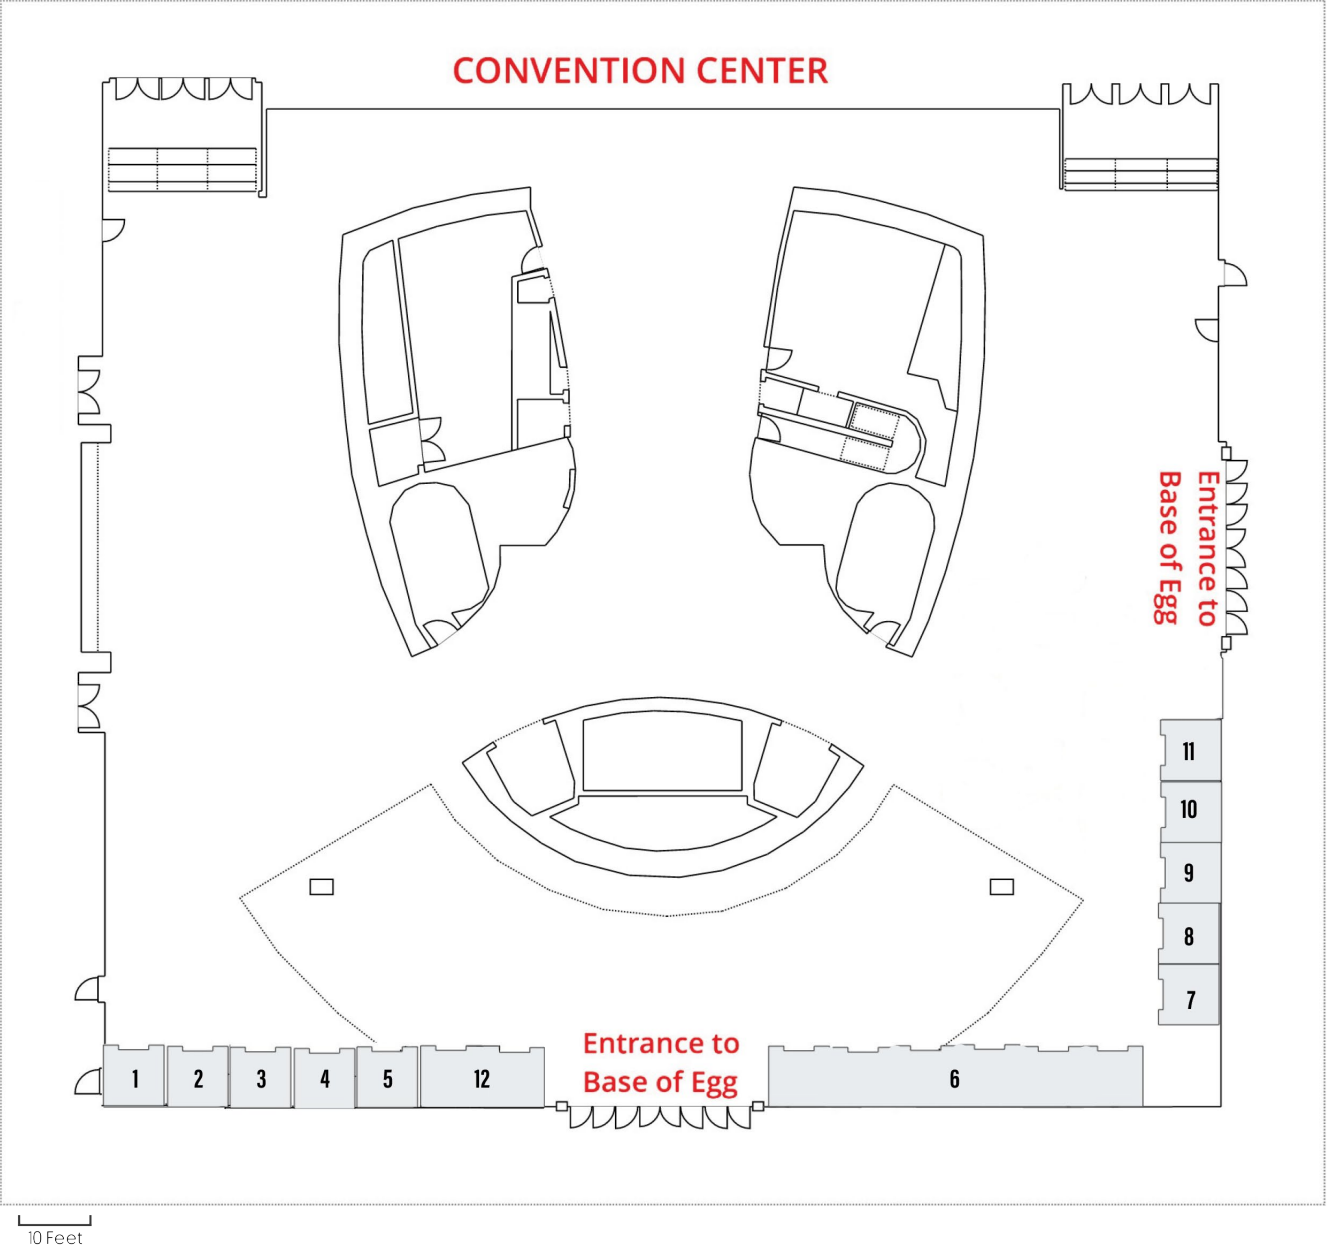 CONVENTION CENTER
Entrance to
Base of Egg
11
10
9
8
7
Entrance to
Base of Egg
1
2
3
4
5
12
6
10 Feet